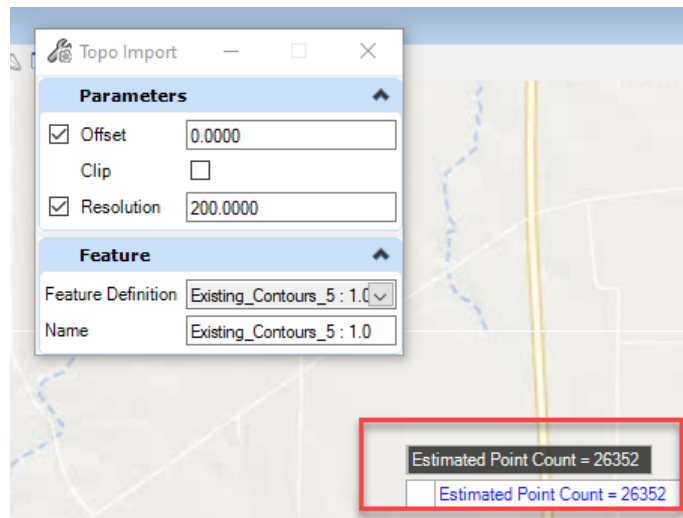 Topo Import
Parameters
Offset 0.0000
Clip
Resolution 200.0000
Feature
Feature Definition Existing_Contours_5 : 1.0
Name Existing_Contours_5 : 1.0
Estimated Point Count = 26352
Estimated Point Count = 26352